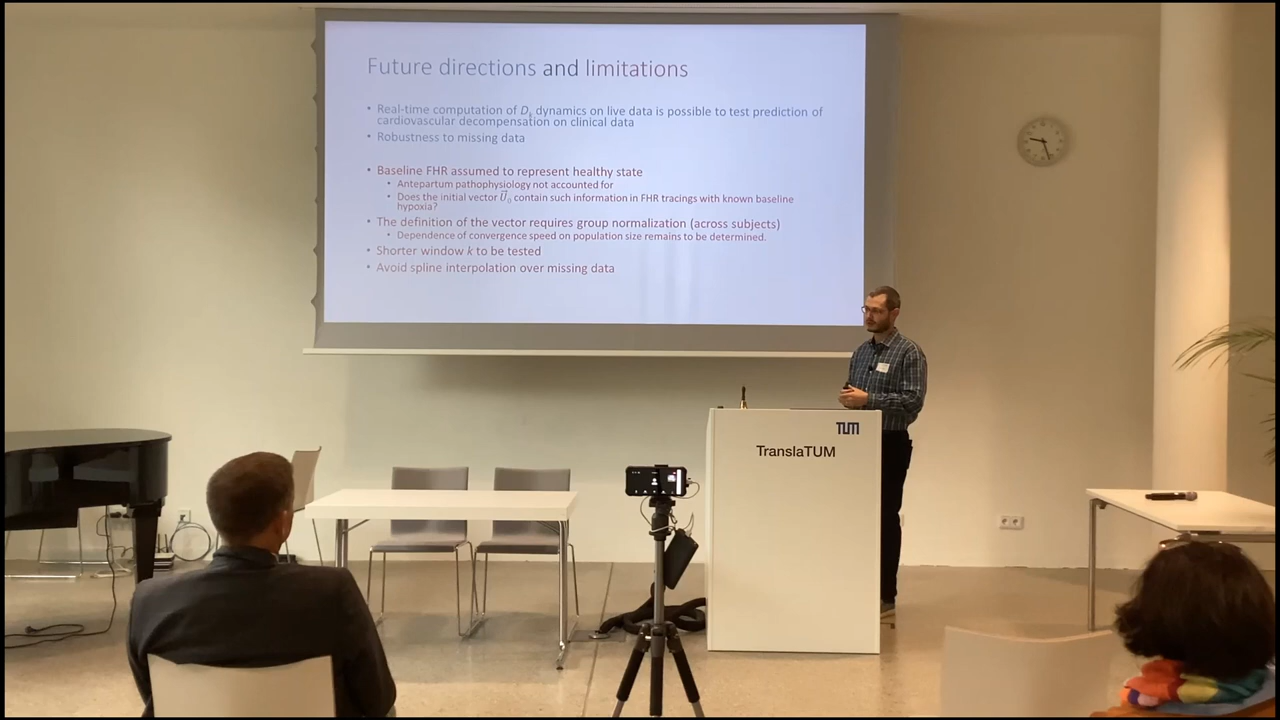 Future directions and limitations
• Real-time computation of Dk dynamics on live data is possible to test prediction of
cardiovascular decompensation on clinical data
• Robustness to missing data
• Baseline FHR assumed to represent healthy state
• Antepartum pathophysiology not accounted for
• Does the initial vector U⃗0 contain such information in FHR tracings with known baseline
hypoxia?
• The definition of the vector requires group normalization (across subjects)
• Dependence of convergence speed on population size remains to be determined.
• Shorter window k to be tested
• Avoid spline interpolation over missing data
TUM
TranslaTUM